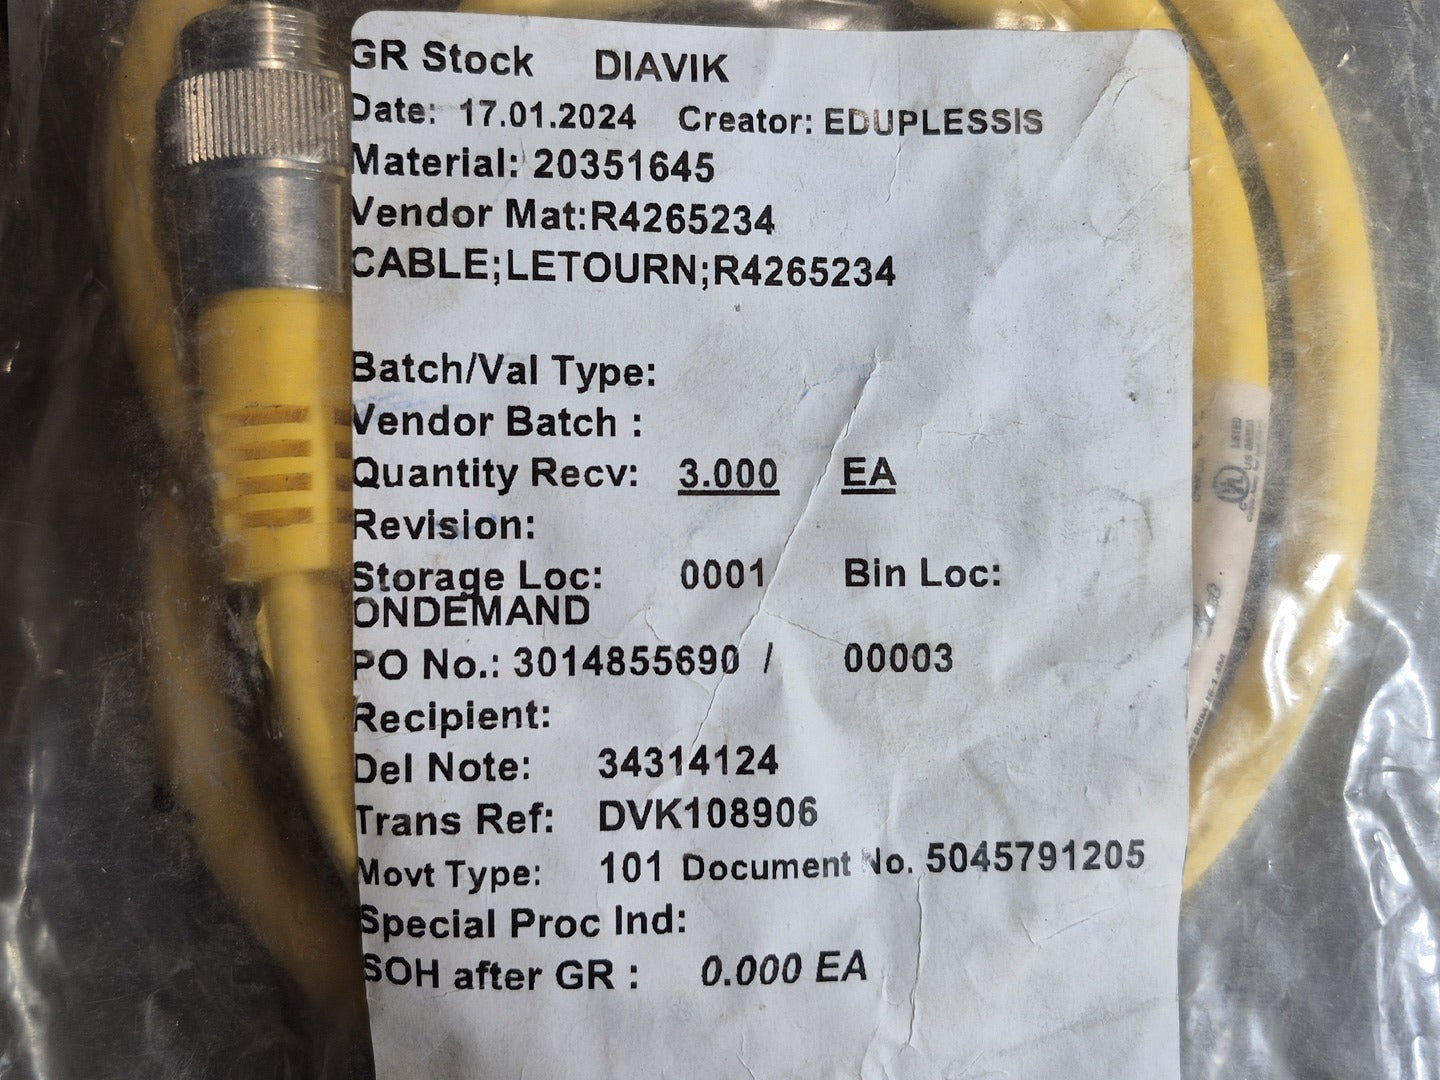 GR Stock DIAVIK
Date: 17.01.2024 Creator: EDUPLESSIS
Material: 20351645
Vendor Mat:R4265234
CABLE;LETOURN;R4265234
Batch/Val Type:
Vendor Batch :
Quantity Recv: 3.000 EA
Revision:
Storage Loc: 0001 Bin Loc:
ONDEMAND
PO No.: 3014855690 / 00003
Recipient:
Del Note: 34314124
Trans Ref: DVK108906
Movt Type: 101 Document No. 5045791205
Special Proc Ind:
SOH after GR : 0.000 EA
LISTED